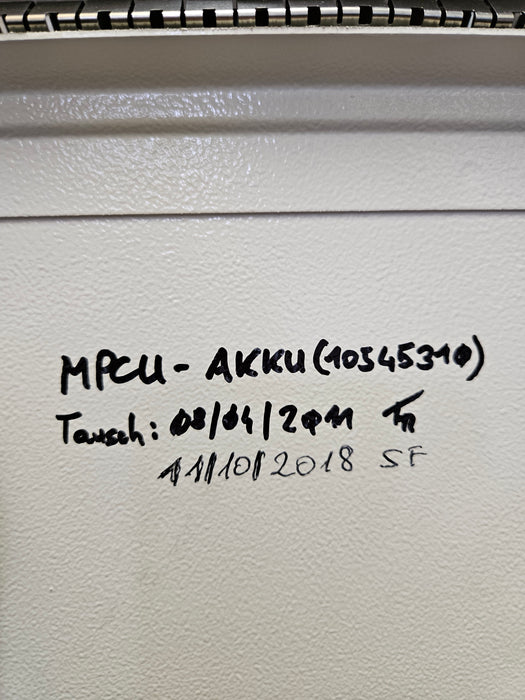 MPCU - AKKU (10545310)
Tausch: 08/04/2011 TR
11/10/2018 SF